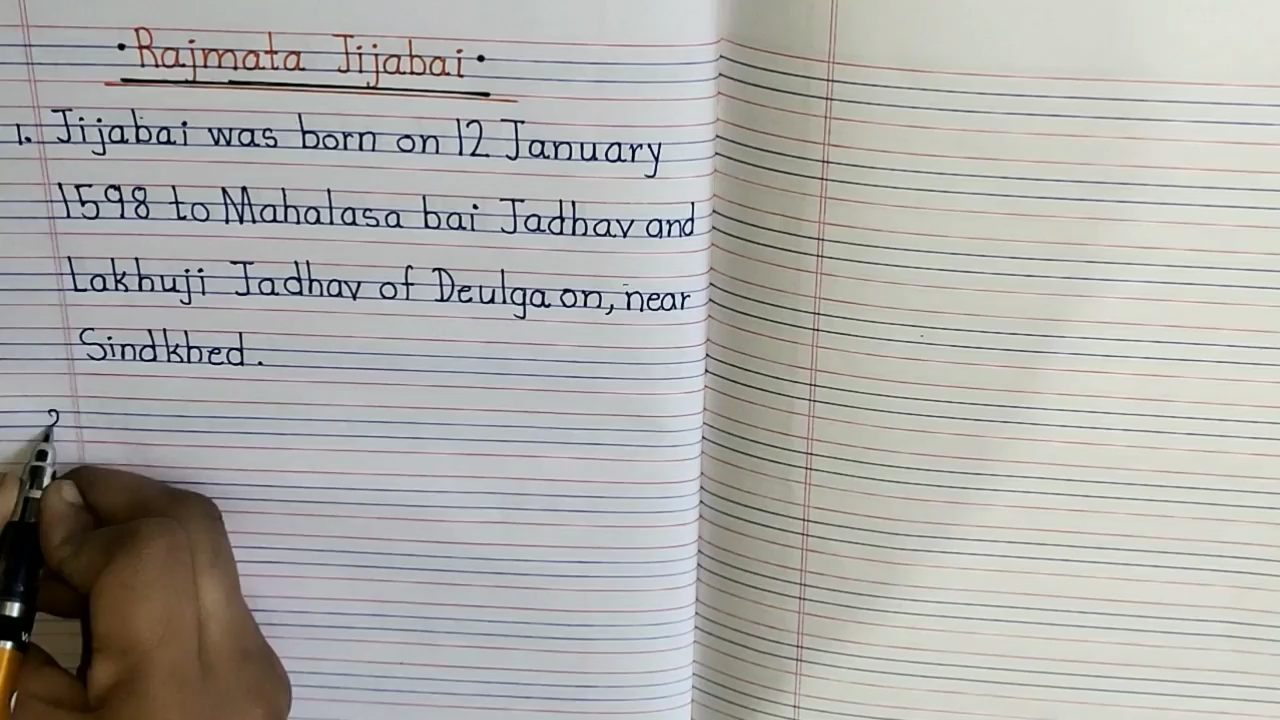 • Rajmata Jijabai •
1. Jijabai was born on 12 January
1598 to Mahalasa bai Jadhav and
Lakhuji Jadhav of Deulgaon, near
Sindkhed.
2